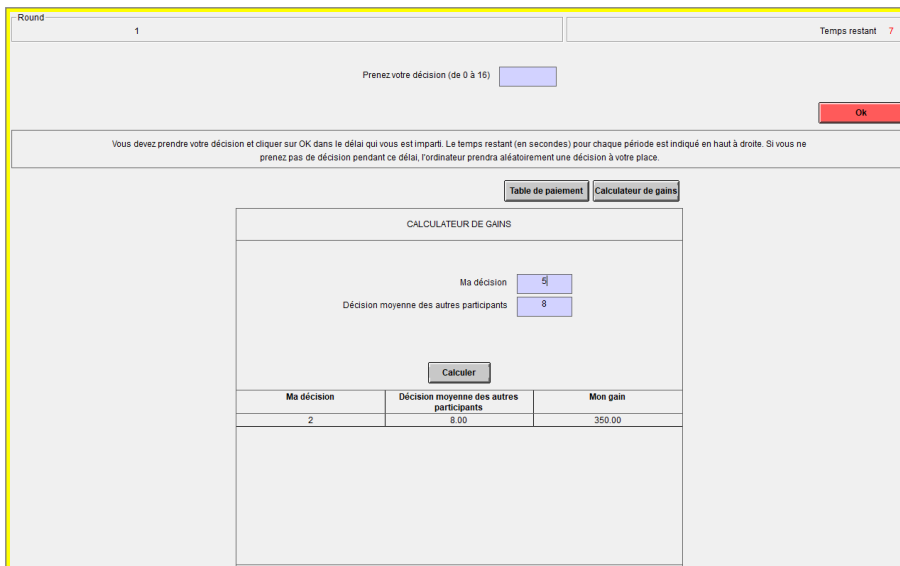 Round
1
Temps restant 7
Prenez votre décision (de 0 à 16)
Ok
Vous devez prendre votre décision et cliquer sur OK dans le délai qui vous est imparti. Le temps restant (en secondes) pour chaque période est indiqué en haut à droite. Si vous ne
prenez pas de décision pendant ce délai, l'ordinateur prendra aléatoirement une décision à votre place.
Table de paiement Calculateur de gains
CALCULATEUR DE GAINS
Ma décision 5
Décision moyenne des autres participants 8
Calculer
Ma décision Décision moyenne des autres Mon gain
participants
2 8.00 350.00